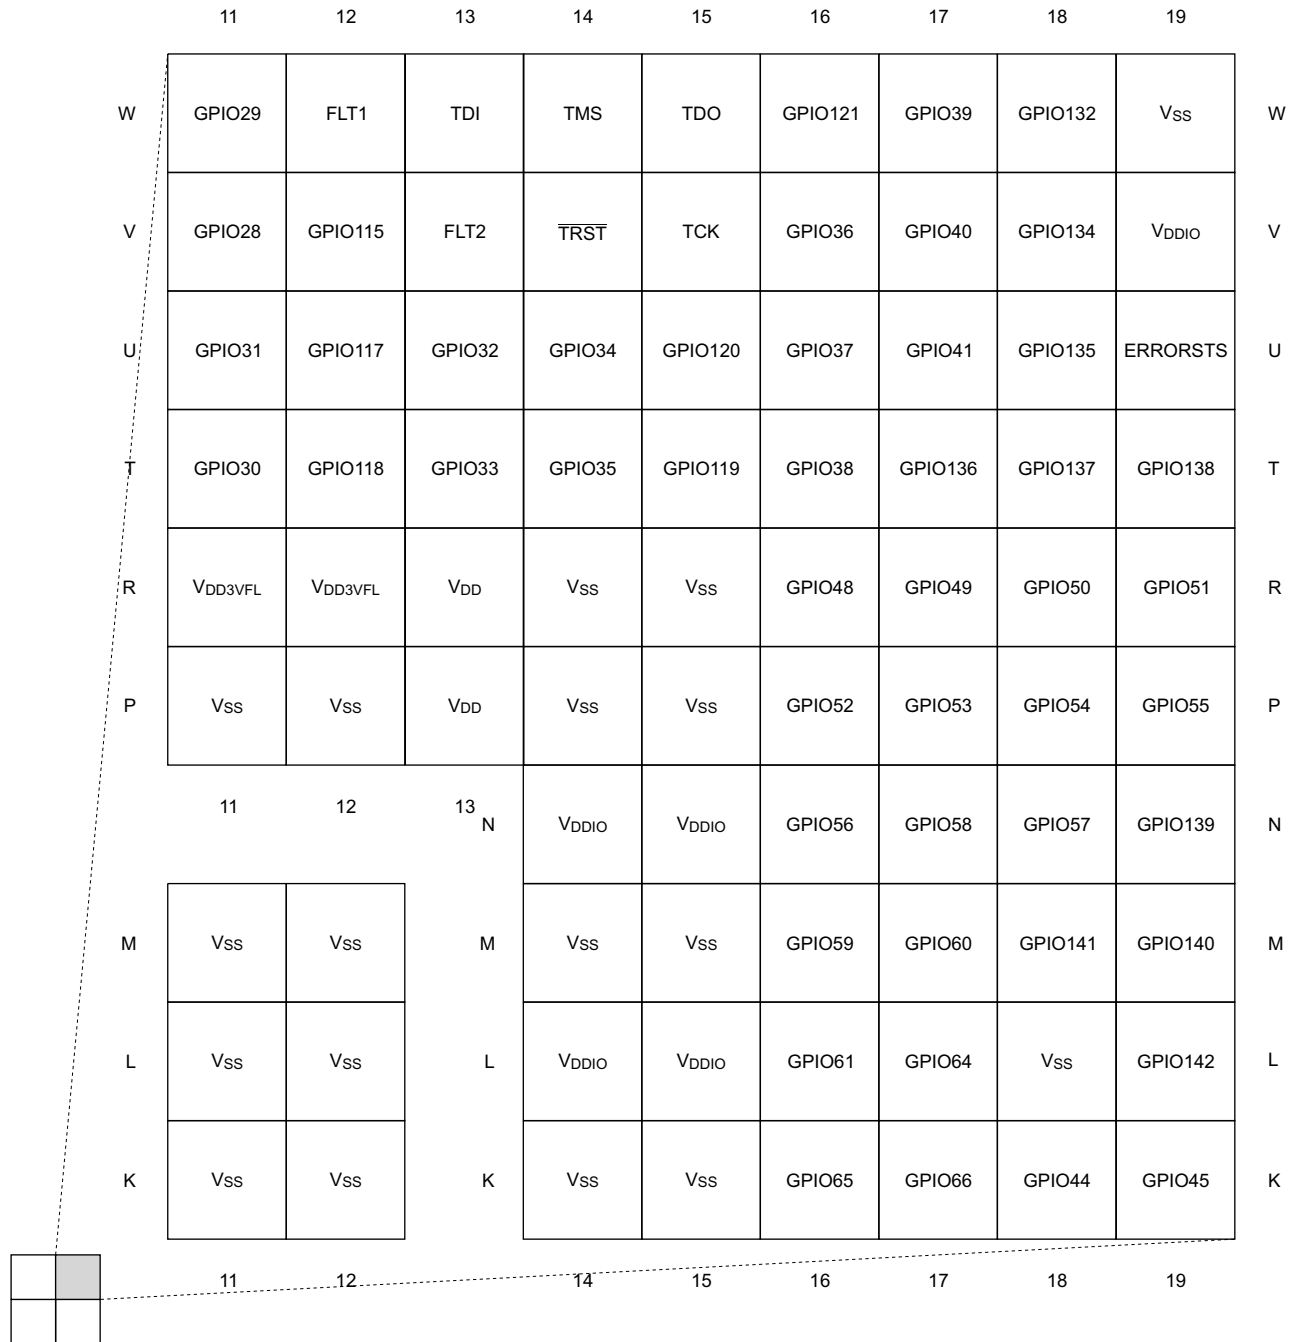 11 12 13 14 15 16 17 18 19
W GPIO29 FLT1 TDI TMS TDO GPIO121 GPIO39 GPIO132 VSS W
V GPIO28 GPIO115 FLT2 TRST TCK GPIO36 GPIO40 GPIO134 VDDIO V
U GPIO31 GPIO117 GPIO32 GPIO34 GPIO120 GPIO37 GPIO41 GPIO135 ERRORSTS U
T GPIO30 GPIO118 GPIO33 GPIO35 GPIO119 GPIO38 GPIO136 GPIO137 GPIO138 T
R VDD3VFL VDD3VFL VDD VSS VSS GPIO48 GPIO49 GPIO50 GPIO51 R
P VSS VSS VDD VSS VSS GPIO52 GPIO53 GPIO54 GPIO55 P
11 12 13
N VDDIO VDDIO GPIO56 GPIO58 GPIO57 GPIO139 N
M VSS VSS M VSS VSS GPIO59 GPIO60 GPIO141 GPIO140 M
L VSS VSS L VDDIO VDDIO GPIO61 GPIO64 VSS GPIO142 L
K VSS VSS K VSS VSS GPIO65 GPIO66 GPIO44 GPIO45 K
11 12 14 15 16 17 18 19